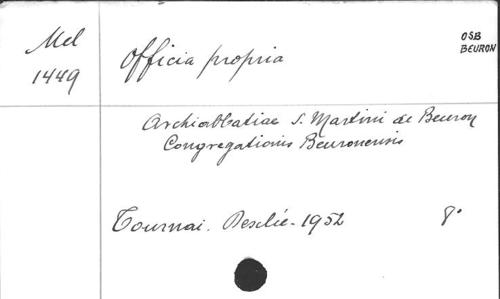 Mel
1449
Officia propria
OSB
BEURON
Archiabbatiae S. Martini de Beuron
Congregationis Beuronensis
Tournai. Desclée - 1952 8°